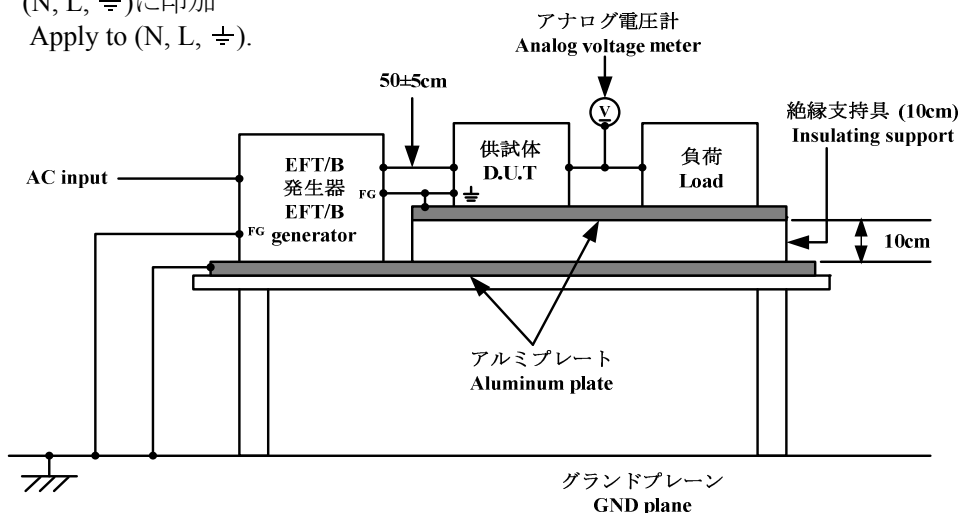 (N, L, ⏚)に印加
Apply to (N, L, ⏚).
アナログ電圧計
Analog voltage meter
50±5cm
V
絶縁支持具 (10cm)
Insulating support
AC input
EFT/B
発生器
EFT/B
generator
FG
FG
供試体
D.U.T
負荷
Load
10cm
アルミプレート
Aluminum plate
グランドプレーン
GND plane